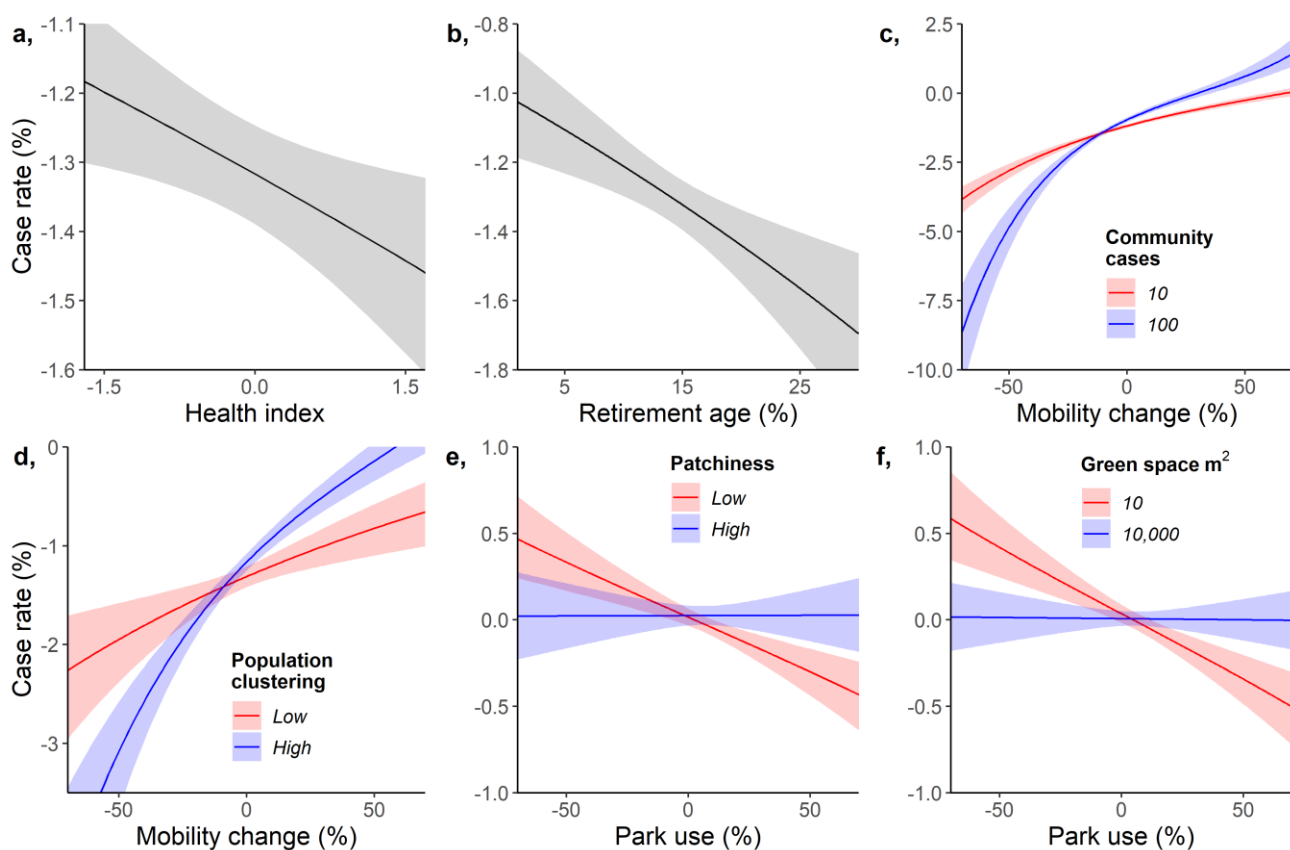 a,
-1.1
-1.2
-1.3
-1.4
-1.5
-1.6
Case rate (%)
-1.5
0.0
1.5
Health index
b,
-0.8
-1.0
-1.2
-1.4
-1.6
-1.8
5
15
25
Retirement age (%)
c,
2.5
0.0
-2.5
-5.0
-7.5
-10.0
Community
cases
10
100
-50
0
50
Mobility change (%)
d,
0
-1
-2
-3
Case rate (%)
Population
clustering
Low
High
-50
0
50
Mobility change (%)
e,
1.0
0.5
0.0
-0.5
-1.0
Patchiness
Low
High
-50
0
50
Park use (%)
f,
1.0
0.5
0.0
-0.5
-1.0
Green space m²
10
10,000
-50
0
50
Park use (%)